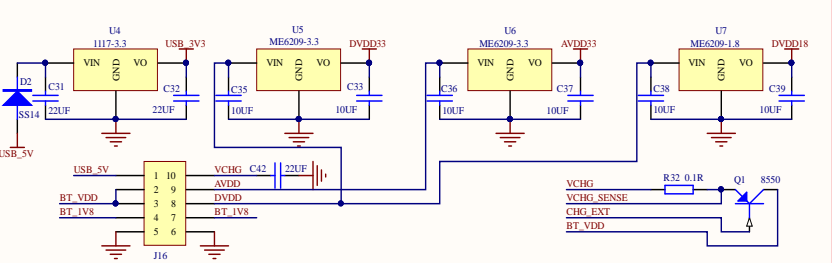 U4
1117-3.3
USB_3V3
VIN VO
GND
D2
SS14
USB_5V
C31
22UF
C32
22UF
U5
ME6209-3.3
DVDD33
VIN VO
GND
C35
10UF
C33
10UF
U6
ME6209-3.3
AVDD33
VIN VO
GND
C36
10UF
C37
10UF
U7
ME6209-1.8
DVDD18
VIN VO
GND
C38
10UF
C39
10UF
USB_5V 1 10 VCHG C42 22UF
2 9 AVDD
BT_VDD 3 8 DVDD
BT_1V8 4 7 BT_1V8
5 6
J16
VCHG R32 0.1R Q1 8550
VCHG_SENSE
CHG_EXT
BT_VDD